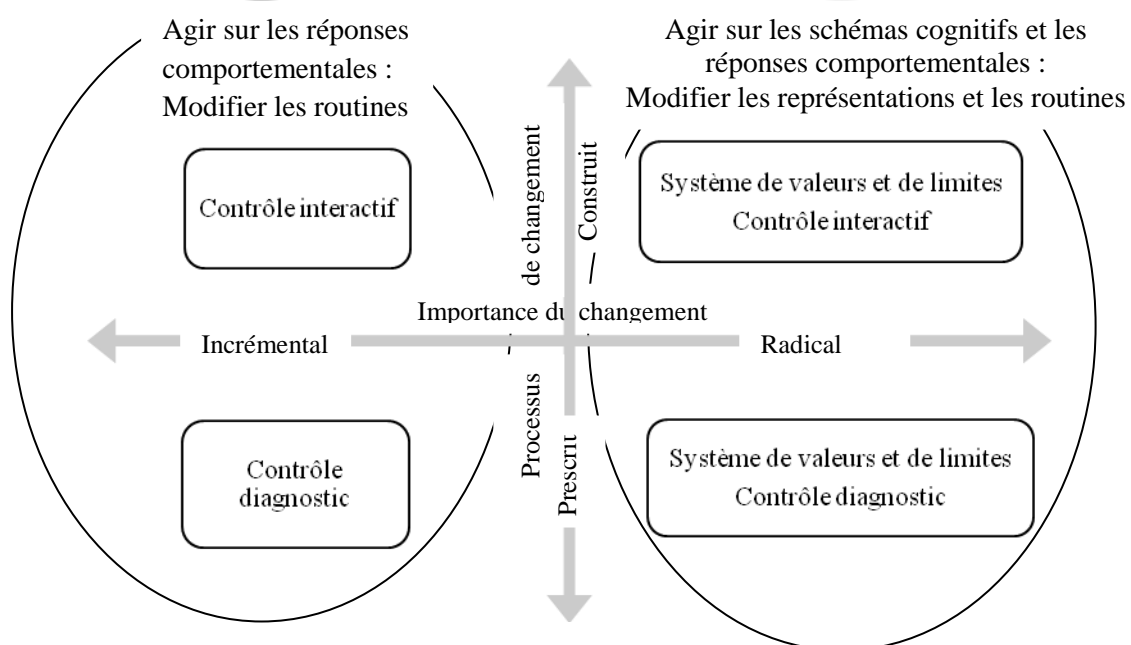 Agir sur les réponses
comportementales :
Modifier les routines
Agir sur les schémas cognitifs et les
réponses comportementales :
Modifier les représentations et les routines
Contrôle interactif
de changement
Construit
Système de valeurs et de limites
Contrôle interactif
Importance du changement
Incrémental
Radical
Contrôle
diagnostic
Processus
Prescrit
Système de valeurs et de limites
Contrôle diagnostic